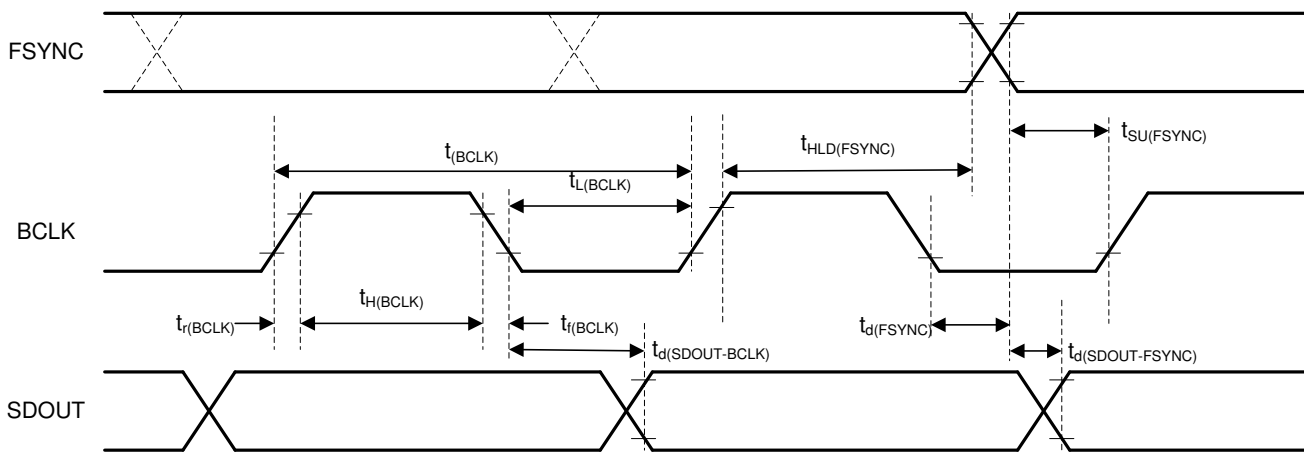 FSYNC
tSU(FSYNC)
t(BCLK)
tHLD(FSYNC)
tL(BCLK)
BCLK
tH(BCLK)
tr(BCLK)
tf(BCLK)
td(FSYNC)
td(SDOUT-BCLK)
td(SDOUT-FSYNC)
SDOUT